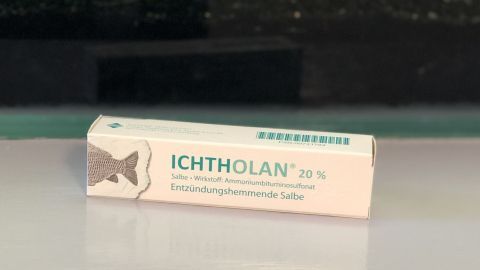 ICHTHOLAN® 20 %
Salbe · Wirkstoff: Ammoniumbituminosulfonat
Entzündungshemmende Salbe